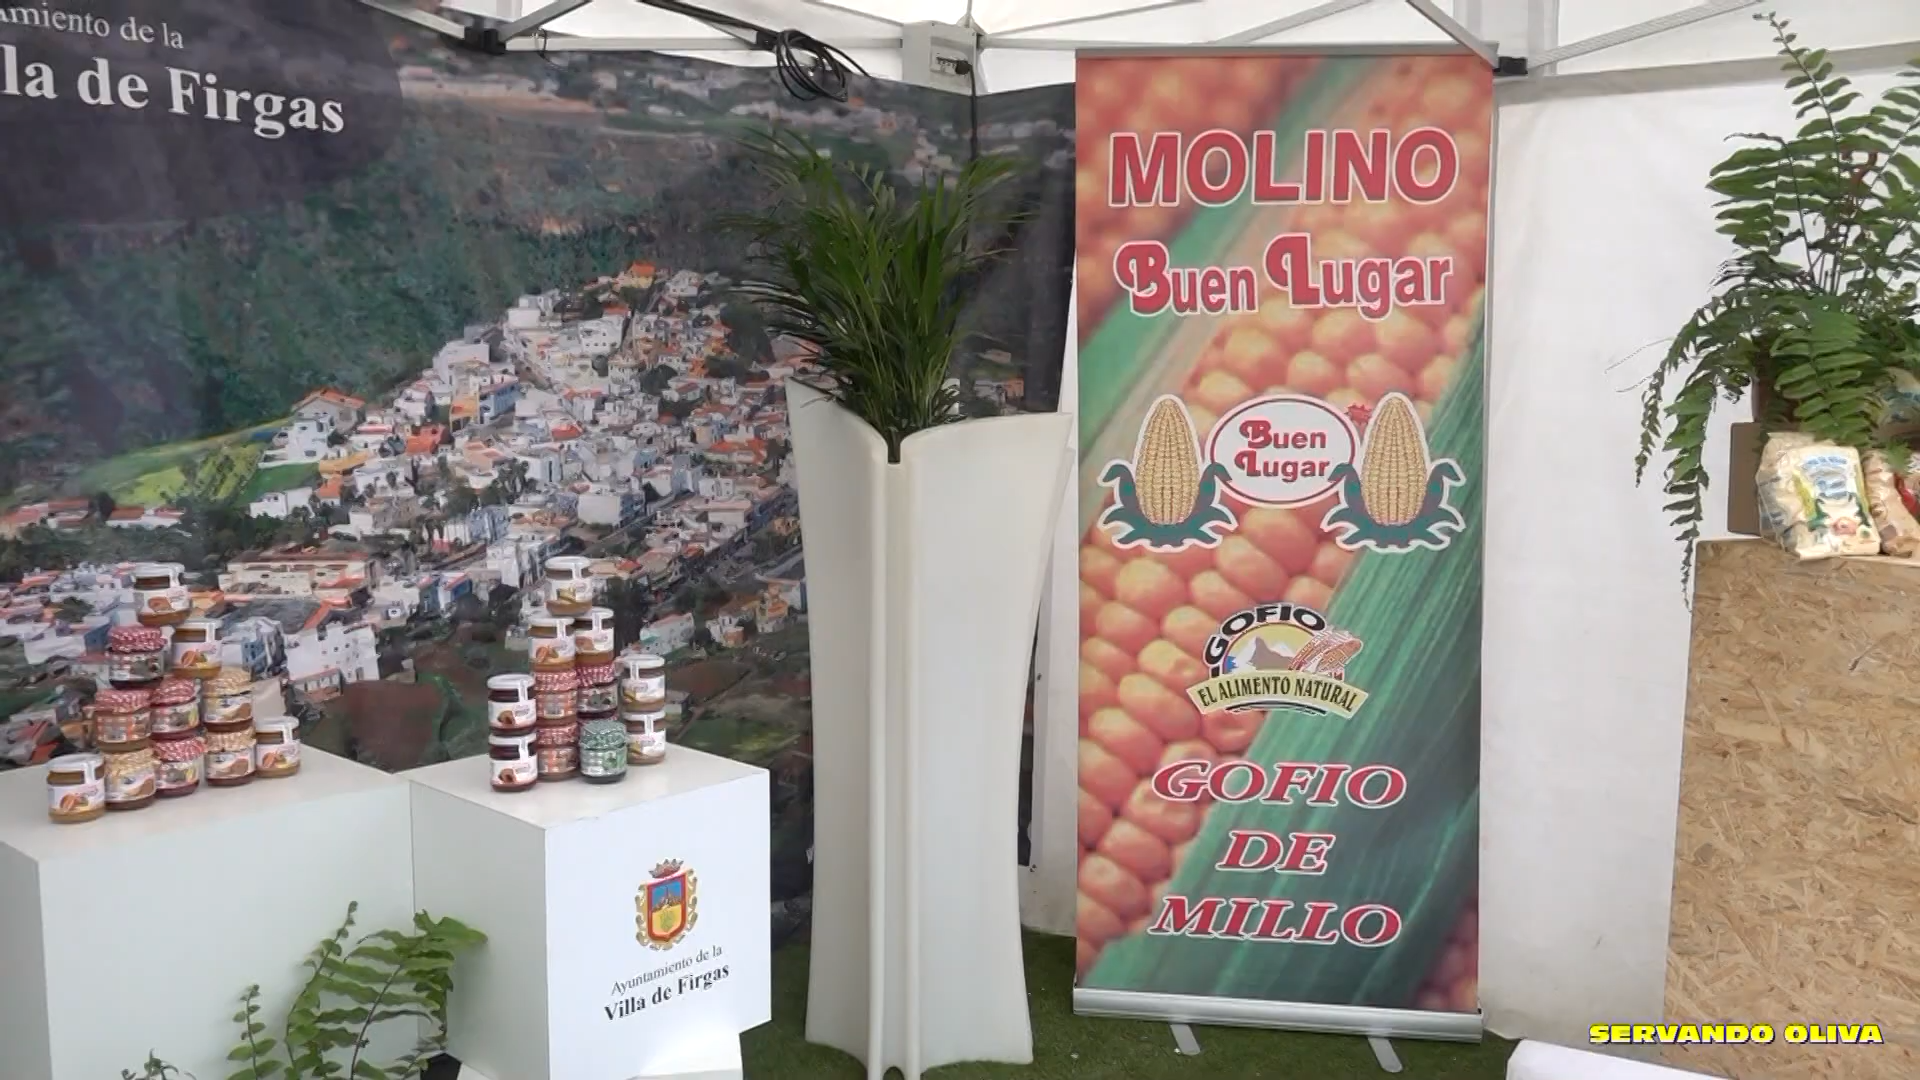 amiento de la
lla de Firgas
MOLINO
Buen Lugar
Buen
Lugar
GOFIO
EL ALIMENTO NATURAL
GOFIO
DE
MILLO
Ayuntamiento de la
Villa de Firgas
SERVANDO OLIVA